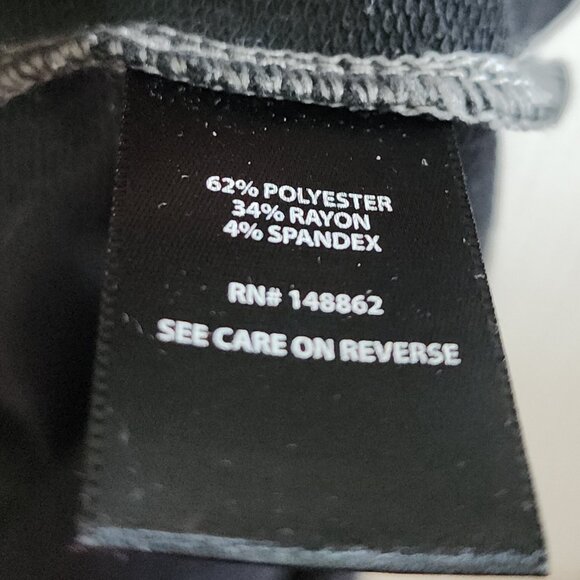 62% POLYESTER
34% RAYON
4% SPANDEX
RN# 148862
SEE CARE ON REVERSE